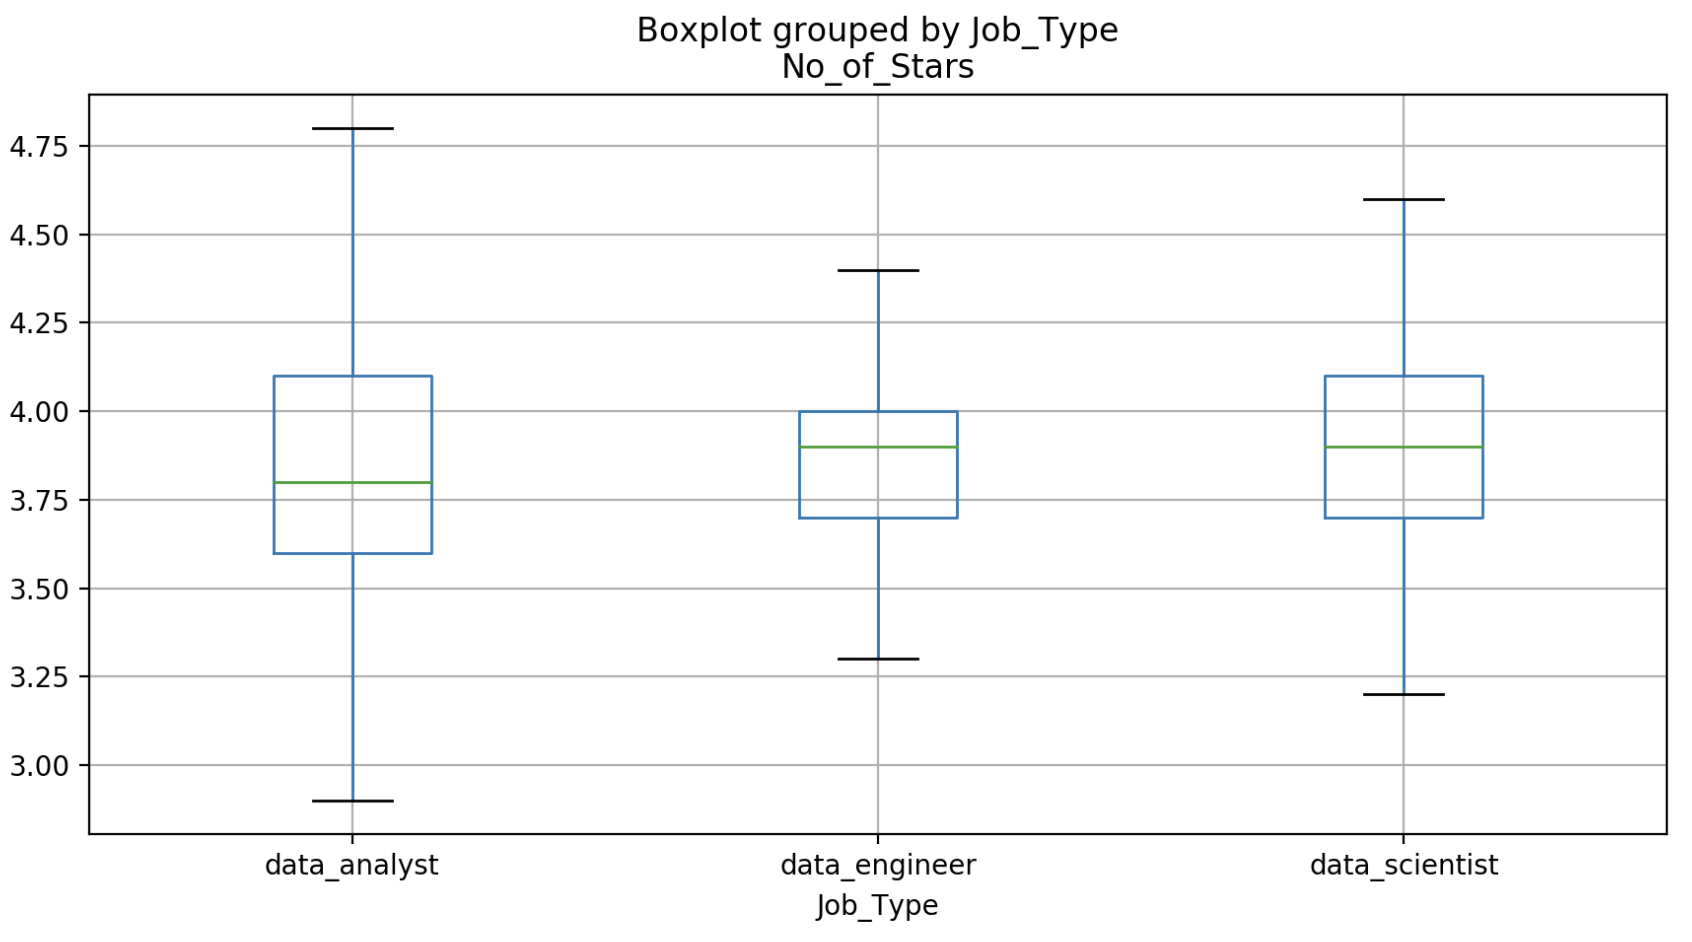 Boxplot grouped by Job_Type
No_of_Stars
4.75
4.50
4.25
4.00
3.75
3.50
3.25
3.00
data_analyst data_engineer data_scientist
Job_Type